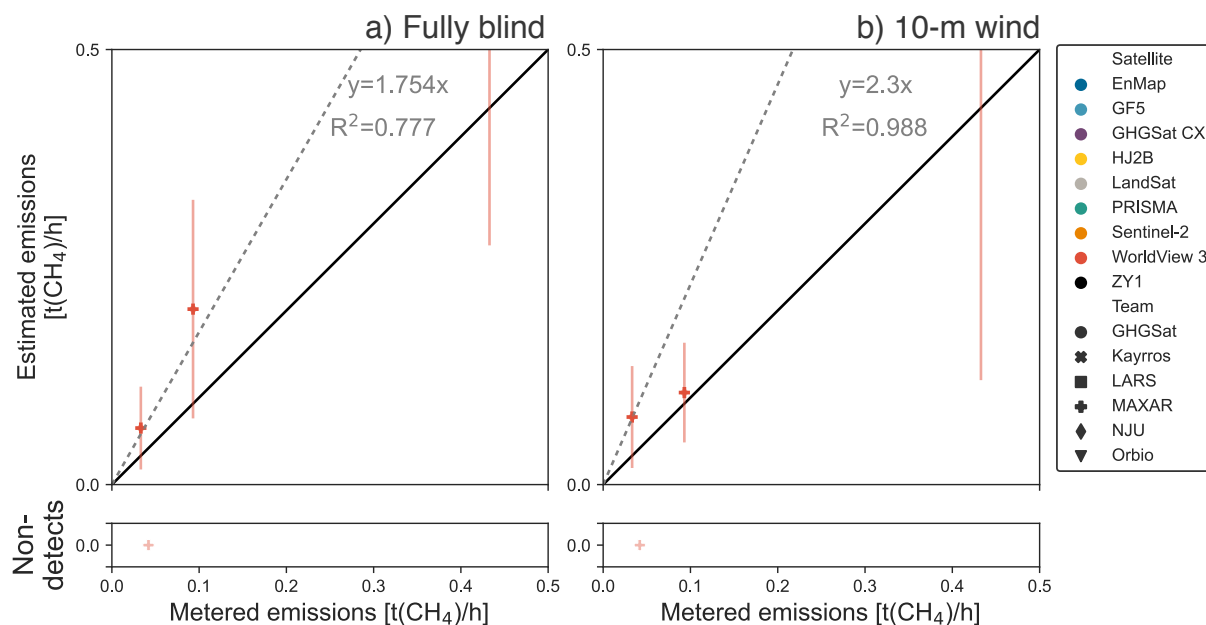 a) Fully blind
b) 10-m wind
0.5
y=1.754x
R²=0.777
Estimated emissions
[t(CH₄)/h]
0.0
0.5
y=2.3x
R²=0.988
0.0
Satellite
EnMap
GF5
GHGSat CX
HJ2B
LandSat
PRISMA
Sentinel-2
WorldView 3
ZY1
Team
GHGSat
Kayrros
LARS
MAXAR
NJU
Orbio
Non-
detects
0.0
0.0
0.0 0.1 0.2 0.3 0.4 0.5
0.0 0.1 0.2 0.3 0.4 0.5
Metered emissions [t(CH₄)/h]
Metered emissions [t(CH₄)/h]